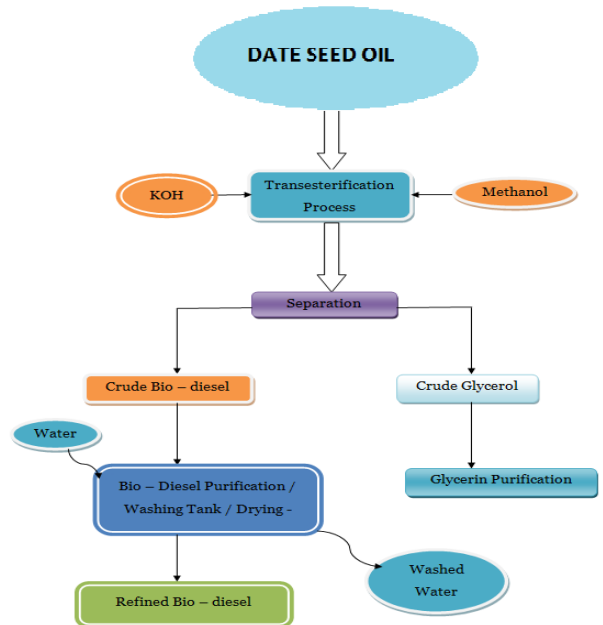 DATE SEED OIL
Transesterification
Process
KOH
Methanol
Separation
Crude Bio – diesel
Crude Glycerol
Water
Bio – Diesel Purification /
Washing Tank / Drying -
Glycerin Purification
Washed
Water
Refined Bio – diesel